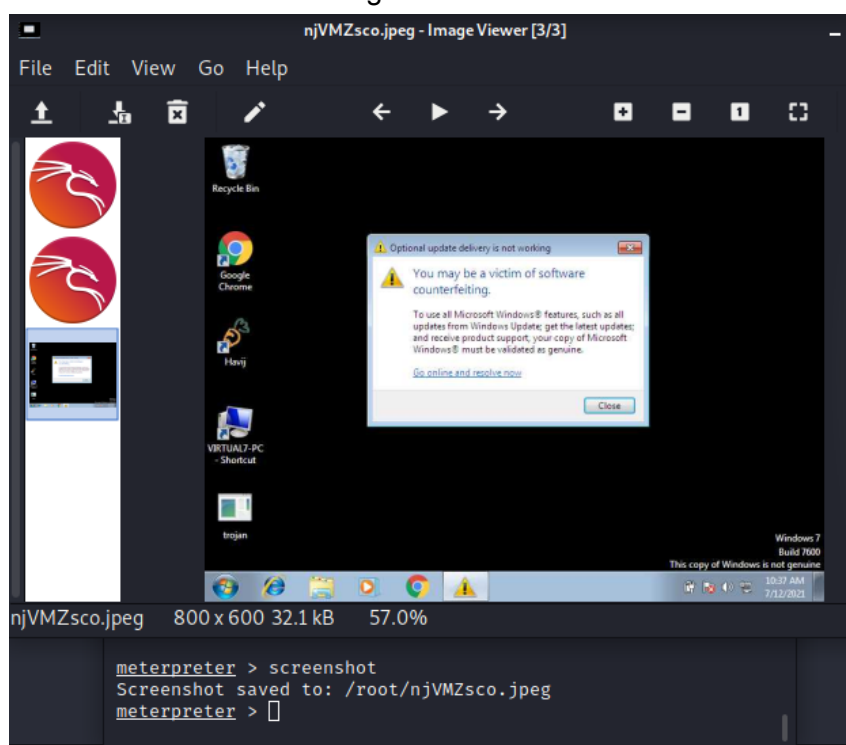 njVMZsco.jpeg - Image Viewer [3/3]
File Edit View Go Help
1
Recycle Bin
Google
Chrome
Havij
VIRTUAL7-PC
- Shortcut
trojan
Optional update delivery is not working
You may be a victim of software
counterfeiting.
To use all Microsoft Windows® features, such as all
updates from Windows Update; get the latest updates;
and receive product support, your copy of Microsoft
Windows® must be validated as genuine.
Go online and resolve now
Close
Windows 7
Build 7600
This copy of Windows is not genuine
10:37 AM
7/12/2021
njVMZsco.jpeg 800 x 600 32.1 kB 57.0%
meterpreter > screenshot
Screenshot saved to: /root/njVMZsco.jpeg
meterpreter >